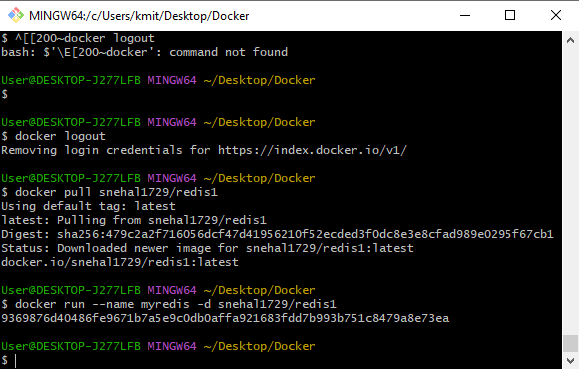 MINGW64:/c/Users/kmit/Desktop/Docker
$ ^[[200~docker logout
bash: $'\E[200~docker': command not found
User@DESKTOP-J277LFB MINGW64 ~/Desktop/Docker
$
User@DESKTOP-J277LFB MINGW64 ~/Desktop/Docker
$ docker logout
Removing login credentials for https://index.docker.io/v1/
User@DESKTOP-J277LFB MINGW64 ~/Desktop/Docker
$ docker pull snehal1729/redis1
Using default tag: latest
latest: Pulling from snehal1729/redis1
Digest: sha256:479c2a2f716056dcf47d41956210f52ecded3f0dc8e3e8cfad989e0295f67cb1
Status: Downloaded newer image for snehal1729/redis1:latest
docker.io/snehal1729/redis1:latest
User@DESKTOP-J277LFB MINGW64 ~/Desktop/Docker
$ docker run --name myredis -d snehal1729/redis1
9369876d40486fe9671b7a5e9c0db0affa921683fdd7b993b751c8479a8e73ea
User@DESKTOP-J277LFB MINGW64 ~/Desktop/Docker
$